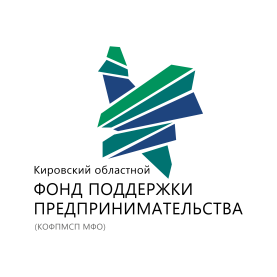 Кировский областной
ФОНД ПОДДЕРЖКИ
ПРЕДПРИНИМАТЕЛЬСТВА
(КОФПМСП МФО)